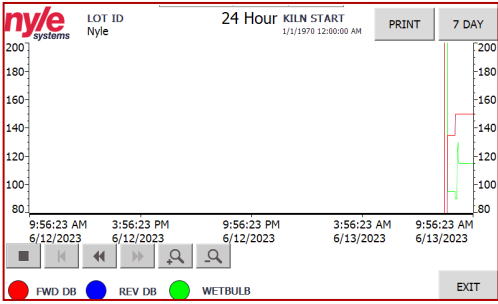 nyle
systems
LOT ID
Nyle
24 Hour
KILN START
1/1/1970 12:00:00 AM
PRINT
7 DAY
200
180
160
140
120
100
80
200
180
160
140
120
100
80
9:56:23 AM 3:56:23 PM 9:56:23 PM 3:56:23 AM 9:56:23 AM
6/12/2023 6/12/2023 6/12/2023 6/13/2023 6/13/2023
FWD DB REV DB WETBULB
EXIT